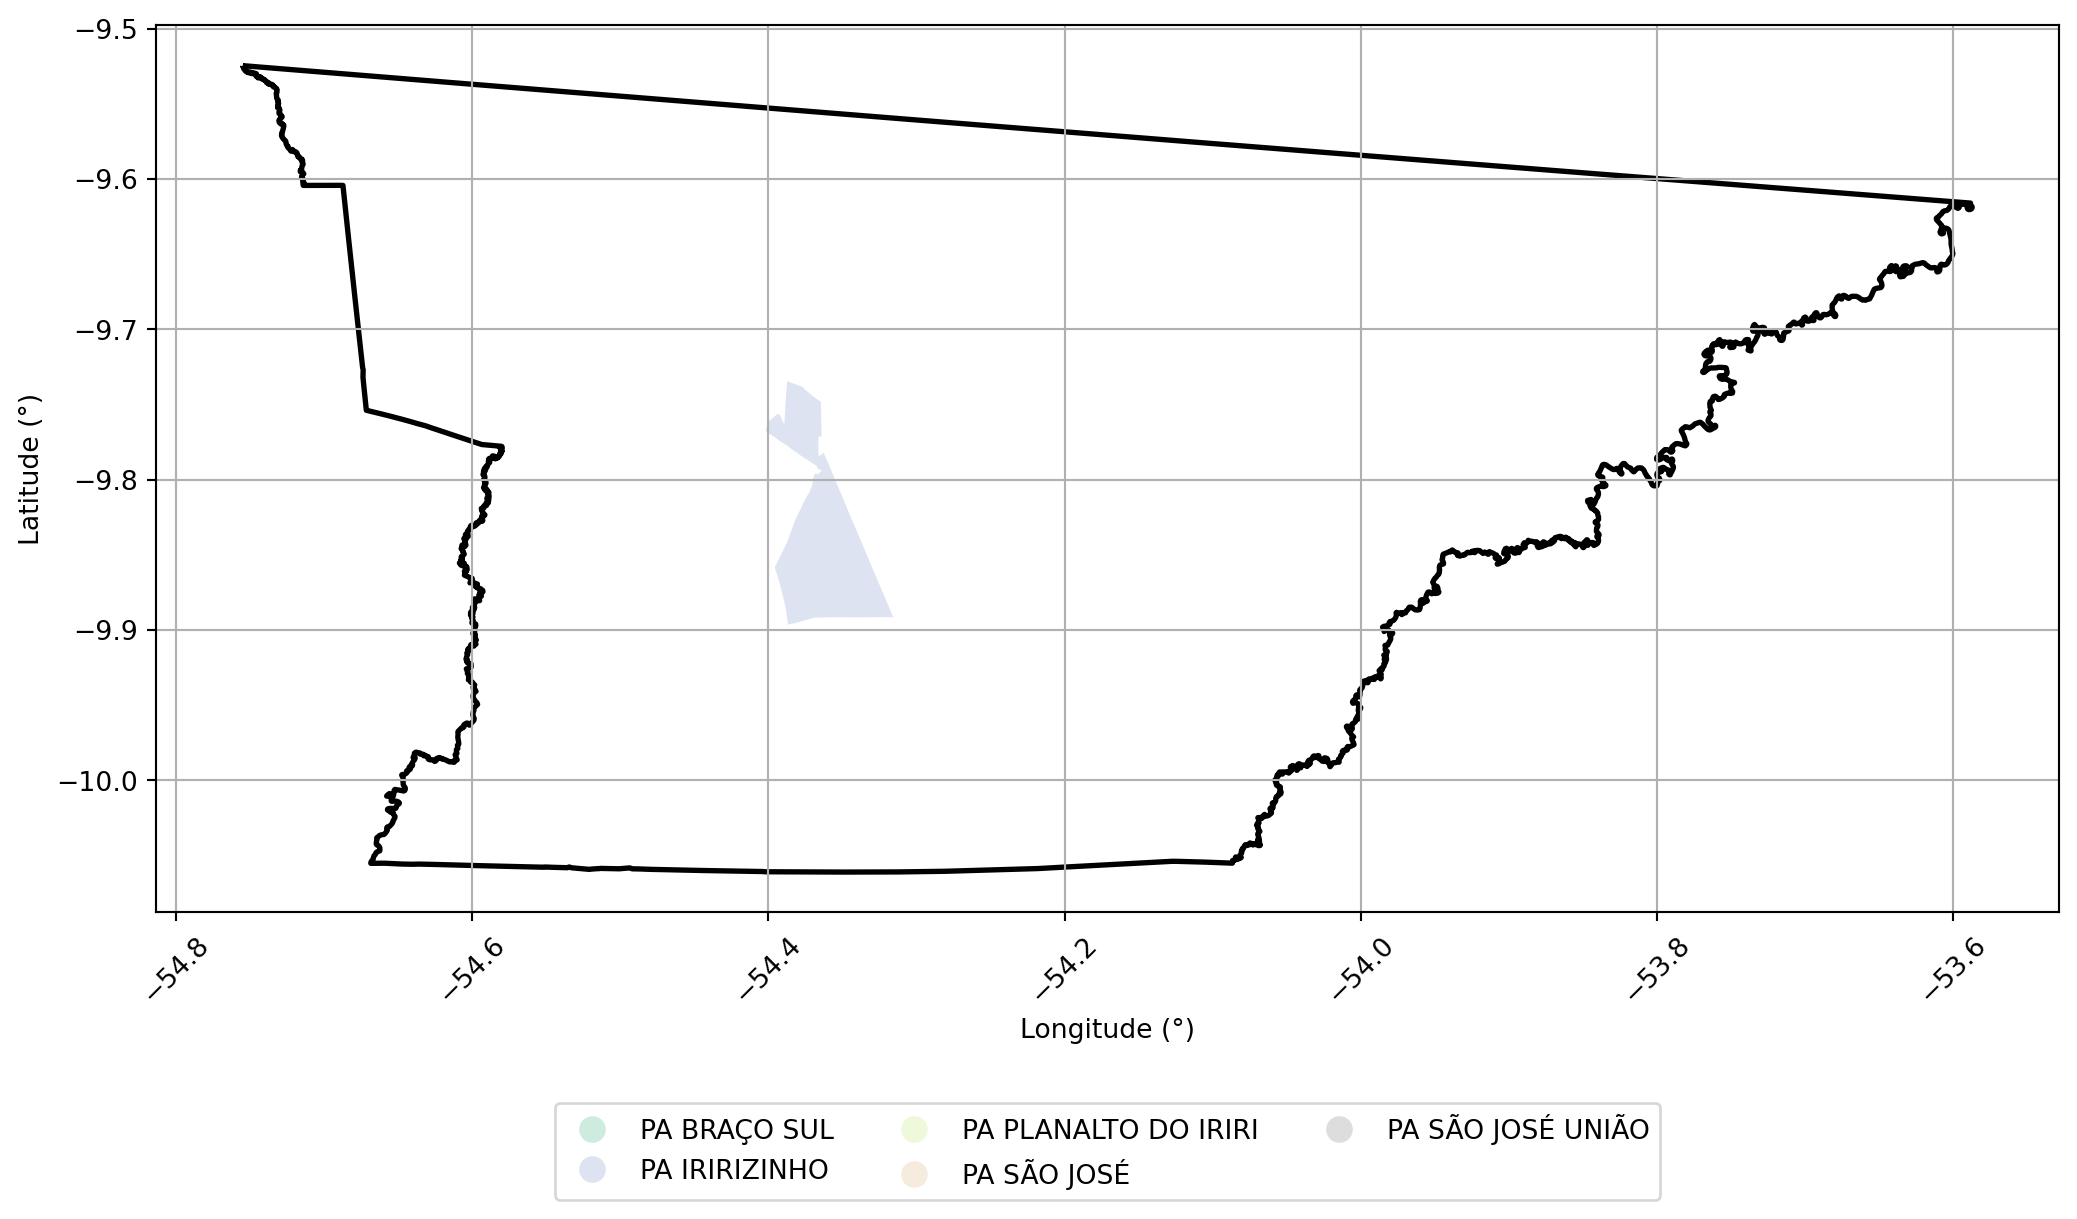 −9.5
−9.6
−9.7
−9.8
−9.9
−10.0
Latitude (°)
−54.8
−54.6
−54.4
−54.2
−54.0
−53.8
−53.6
Longitude (°)
PA BRAÇO SUL
PA IRIRIZINHO
PA PLANALTO DO IRIRI
PA SÃO JOSÉ
PA SÃO JOSÉ UNIÃO